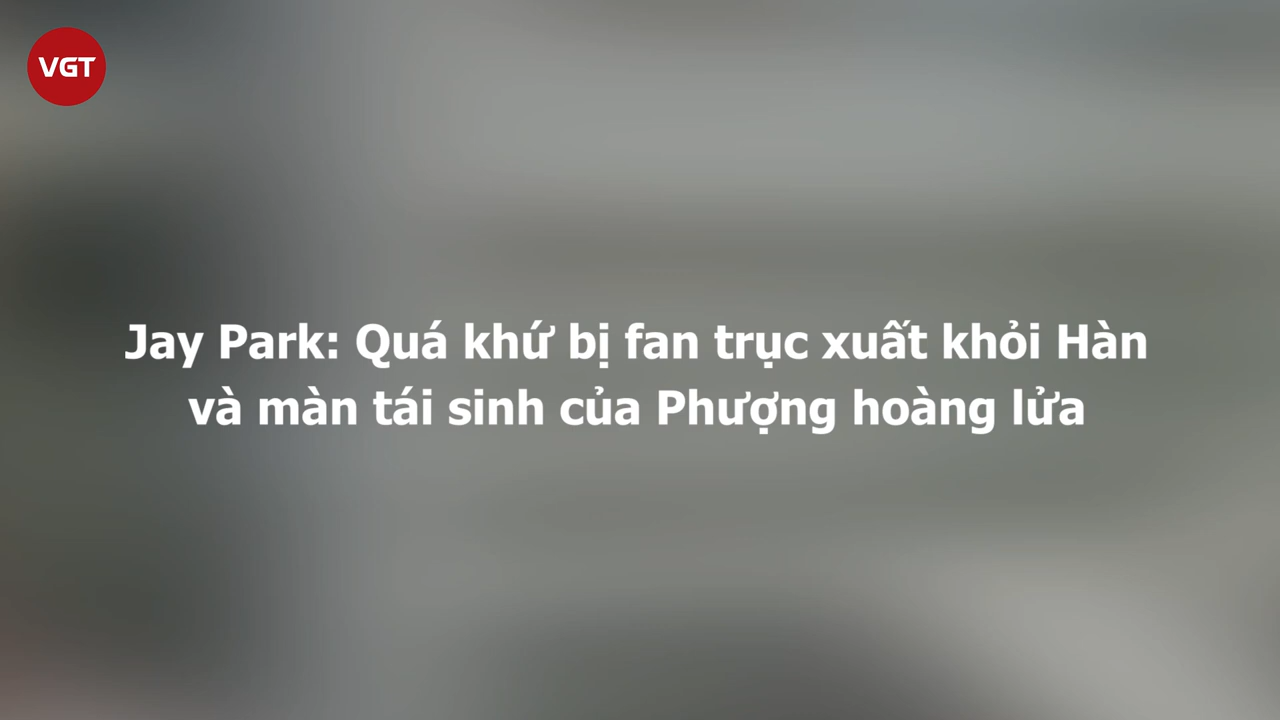 VGT
Jay Park: Quá khứ bị fan trục xuất khỏi Hàn
và màn tái sinh của Phượng hoàng lửa